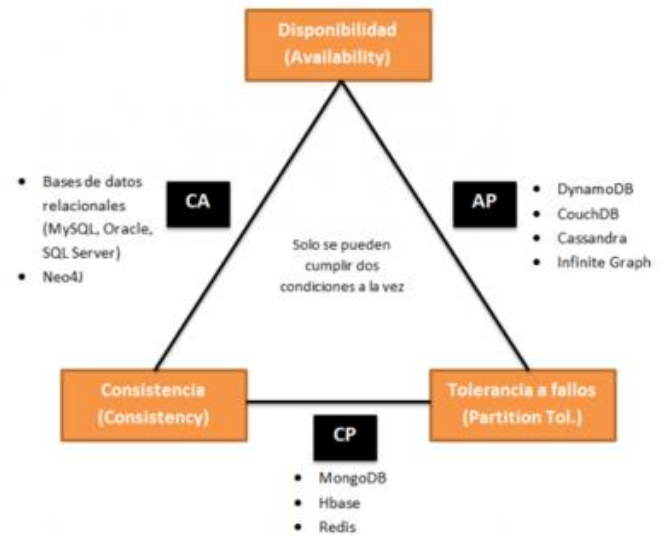 Disponibilidad
(Availability)
• Bases de datos
relacionales
(MySQL, Oracle,
SQL Server)
• Neo4J
CA
AP
• DynamoDB
• CouchDB
• Cassandra
• Infinite Graph
Solo se pueden
cumplir dos
condiciones a la vez
Consistencia
(Consistency)
Tolerancia a fallos
(Partition Tol.)
CP
• MongoDB
• Hbase
• Redis